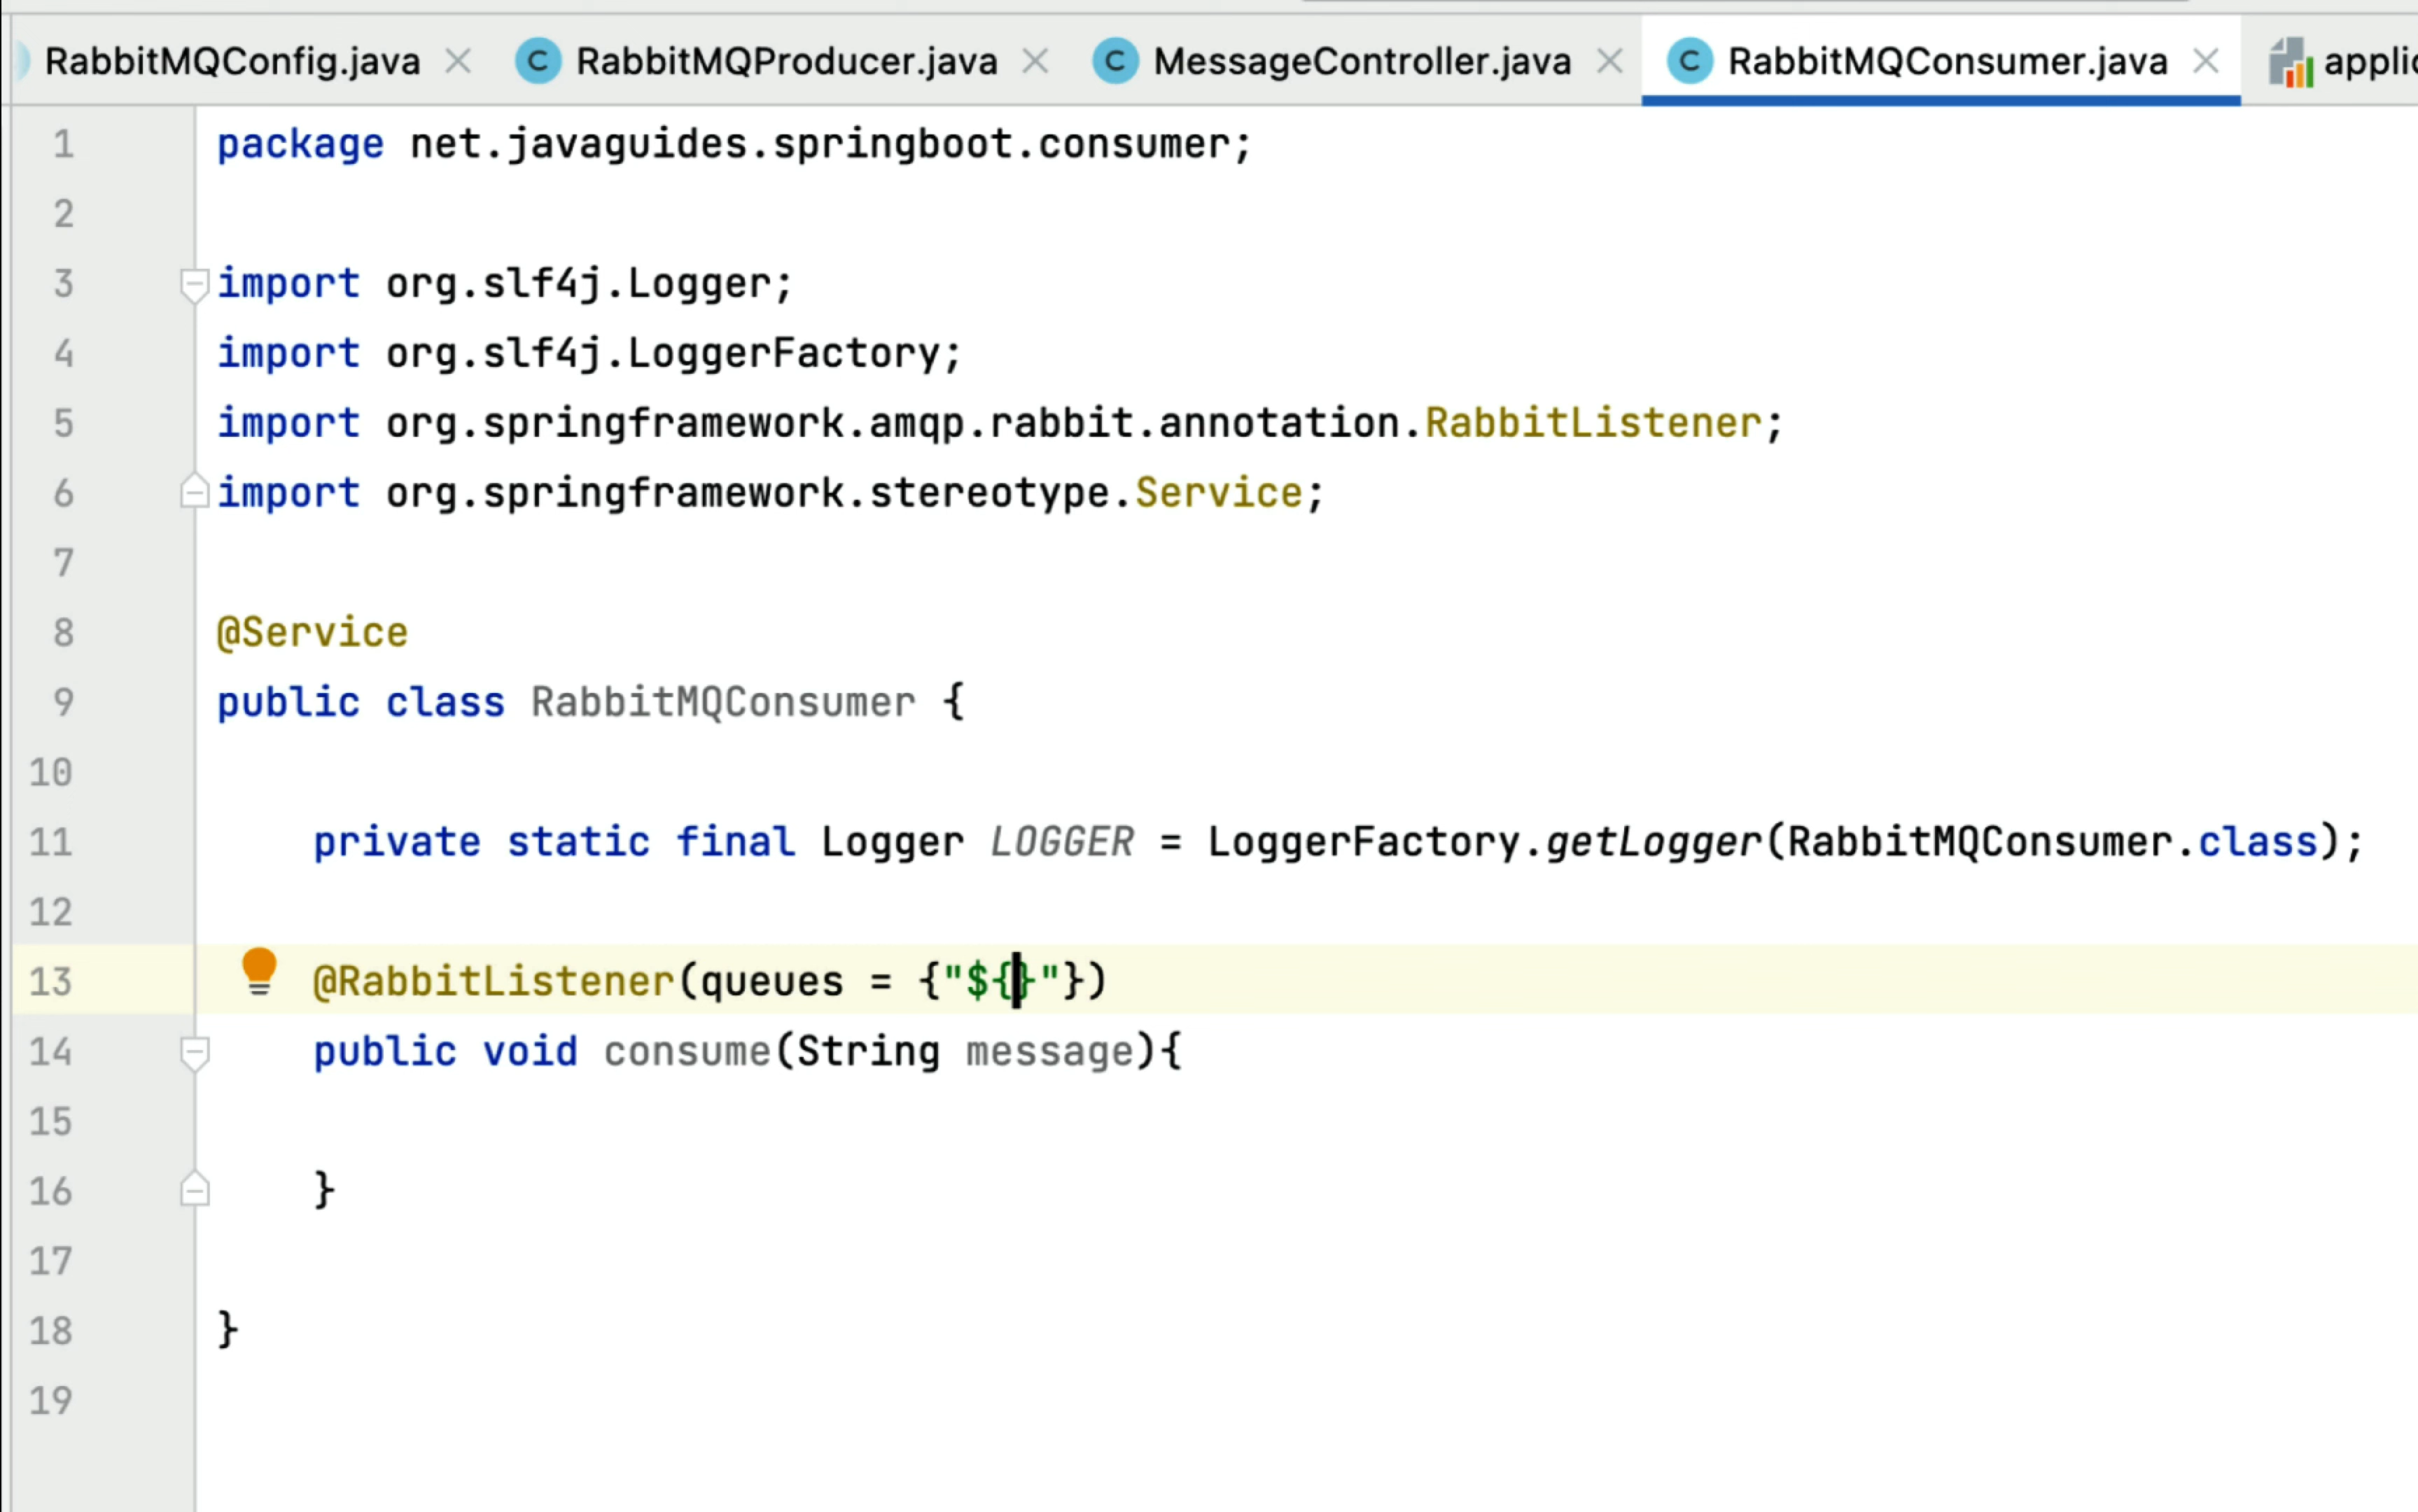 RabbitMQConfig.java RabbitMQProducer.java MessageController.java RabbitMQConsumer.java
1 package net.javaguides.springboot.consumer;
2
3 import org.slf4j.Logger;
4 import org.slf4j.LoggerFactory;
5 import org.springframework.amqp.rabbit.annotation.RabbitListener;
6 import org.springframework.stereotype.Service;
7
8 @Service
9 public class RabbitMQConsumer {
10
11 private static final Logger LOGGER = LoggerFactory.getLogger(RabbitMQConsumer.class);
12
13 @RabbitListener(queues = {"${}"})
14 public void consume(String message){
15
16 }
17
18 }
19